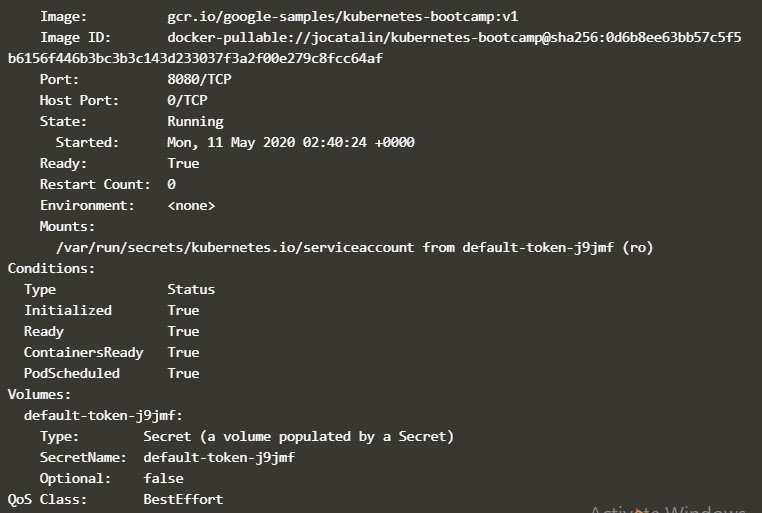 Image: gcr.io/google-samples/kubernetes-bootcamp:v1
Image ID: docker-pullable://jocatalin/kubernetes-bootcamp@sha256:0d6b8ee63bb57c5f5
b6156f446b3bc3b3c143d233037f3a2f00e279c8fcc64af
Port: 8080/TCP
Host Port: 0/TCP
State: Running
Started: Mon, 11 May 2020 02:40:24 +0000
Ready: True
Restart Count: 0
Environment: <none>
Mounts:
/var/run/secrets/kubernetes.io/serviceaccount from default-token-j9jmf (ro)
Conditions:
Type Status
Initialized True
Ready True
ContainersReady True
PodScheduled True
Volumes:
default-token-j9jmf:
Type: Secret (a volume populated by a Secret)
SecretName: default-token-j9jmf
Optional: false
QoS Class: BestEffort
Activate Windows